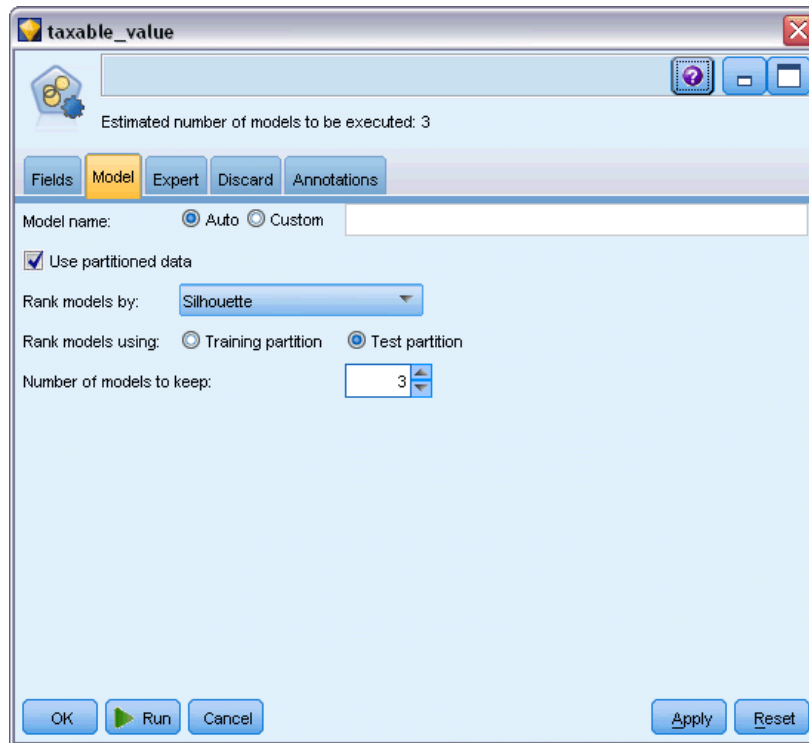 taxable_value
Estimated number of models to be executed: 3
Fields Model Expert Discard Annotations
Model name: Auto Custom
Use partitioned data
Rank models by: Silhouette
Rank models using: Training partition Test partition
Number of models to keep: 3
OK Run Cancel Apply Reset